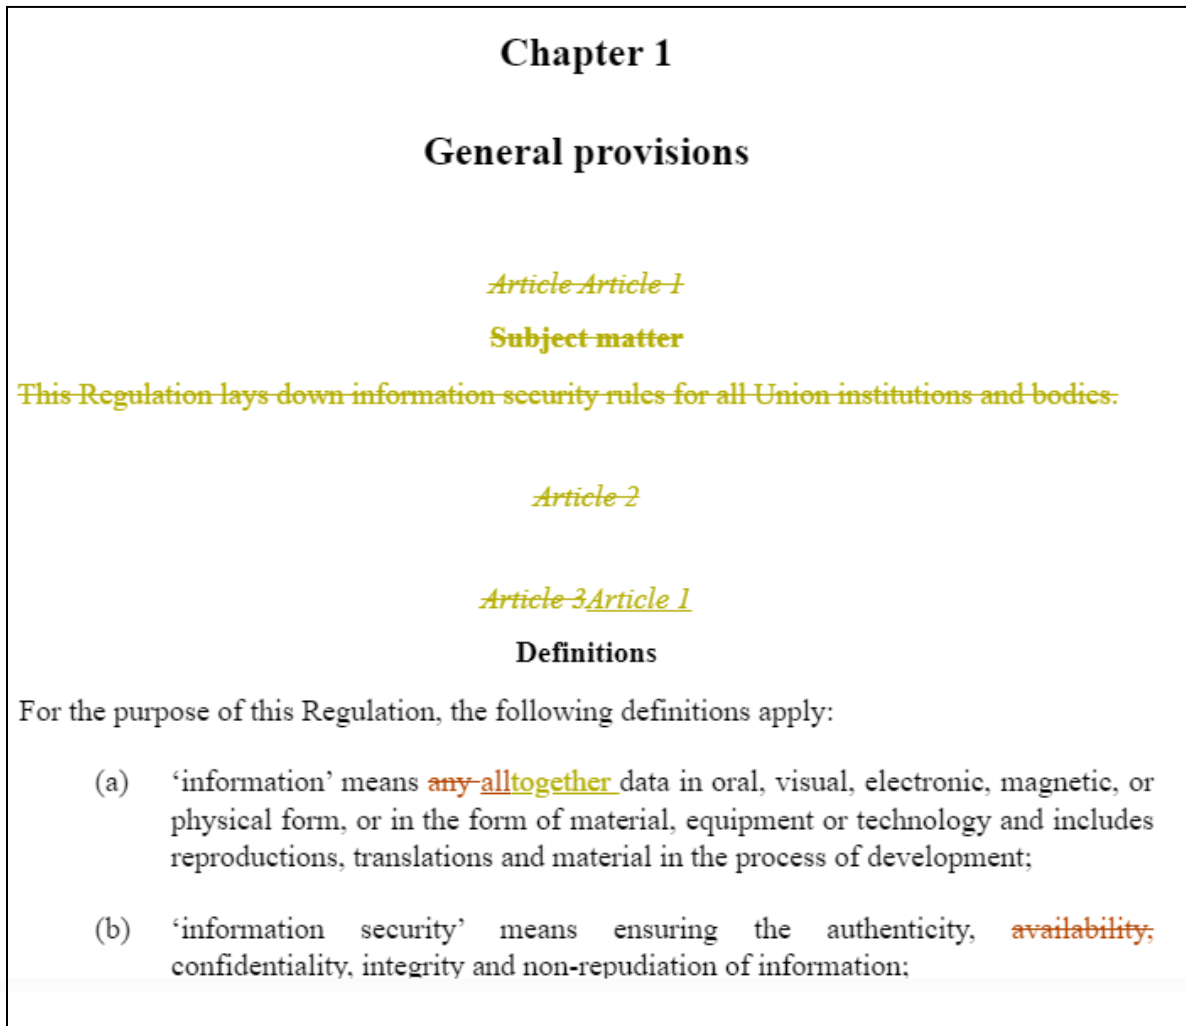 Chapter 1
General provisions
Article Article 1
Subject matter
This Regulation lays down information security rules for all Union institutions and bodies.
Article 2
Article 3Article 1
Definitions
For the purpose of this Regulation, the following definitions apply:
(a) ‘information’ means any alltogether data in oral, visual, electronic, magnetic, or
physical form, or in the form of material, equipment or technology and includes
reproductions, translations and material in the process of development;
(b) ‘information security’ means ensuring the authenticity, availability,
confidentiality, integrity and non-repudiation of information;